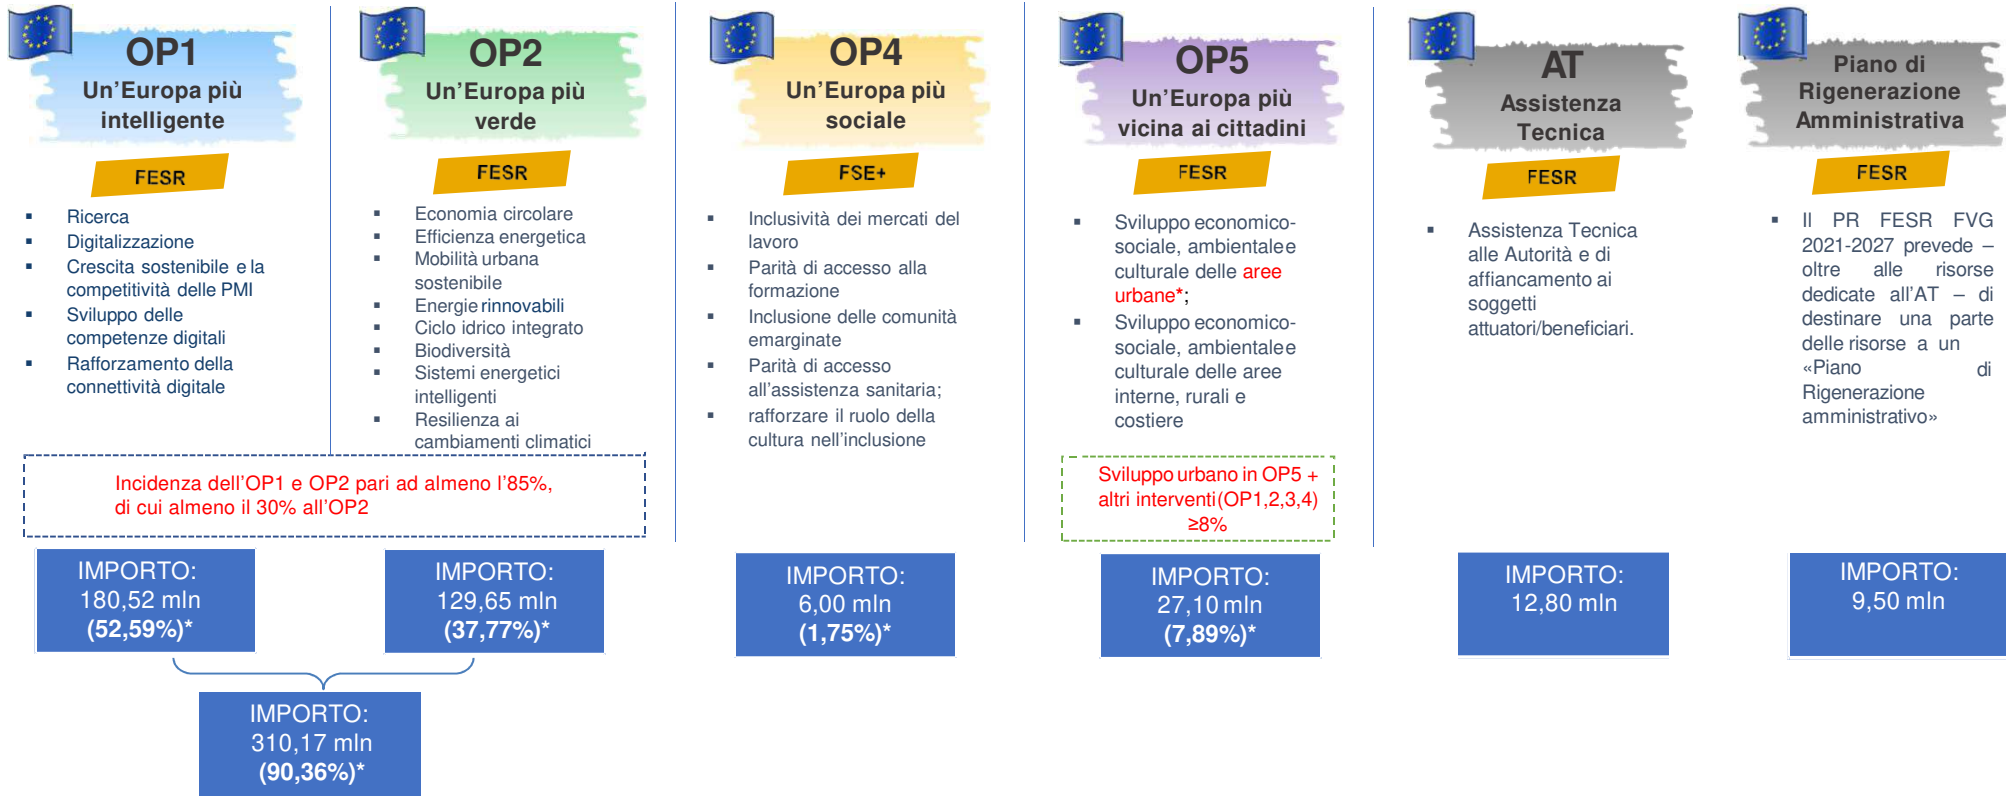 OP1
Un’Europa più
intelligente
FESR
▪ Ricerca
▪ Digitalizzazione
▪ Crescita sostenibile e la
competitività delle PMI
▪ Sviluppo delle
competenze digitali
▪ Rafforzamento della
connettività digitale
OP2
Un’Europa più
verde
FESR
▪ Economia circolare
▪ Efficienza energetica
▪ Mobilità urbana
sostenibile
▪ Energie rinnovabili
▪ Ciclo idrico integrato
▪ Biodiversità
▪ Sistemi energetici
intelligenti
▪ Resilienza ai
cambiamenti climatici
Incidenza dell’OP1 e OP2 pari ad almeno l’85%,
di cui almeno il 30% all’OP2
IMPORTO:
180,52 mln
(52,59%)*
IMPORTO:
129,65 mln
(37,77%)*
IMPORTO:
310,17 mln
(90,36%)*
OP4
Un’Europa più
sociale
FSE+
▪ Inclusività dei mercati del
lavoro
▪ Parità di accesso alla
formazione
▪ Inclusione delle comunità
emarginate
▪ Parità di accesso
all’assistenza sanitaria;
▪ rafforzare il ruolo della
cultura nell’inclusione
IMPORTO:
6,00 mln
(1,75%)*
OP5
Un’Europa più
vicina ai cittadini
FESR
▪ Sviluppo economico-
sociale, ambientale e
culturale delle aree
urbane*;
▪ Sviluppo economico-
sociale, ambientale e
culturale delle aree
interne, rurali e
costiere
Sviluppo urbano in OP5 +
altri interventi (OP1,2,3,4)
≥8%
IMPORTO:
27,10 mln
(7,89%)*
AT
Assistenza
Tecnica
FESR
▪ Assistenza Tecnica
alle Autorità e di
affiancamento ai
soggetti
attuatori/beneficiari.
IMPORTO:
12,80 mln
Piano di
Rigenerazione
Amministrativa
FESR
▪ Il PR FESR FVG
2021-2027 prevede –
oltre alle risorse
dedicate all’AT – di
destinare una parte
delle risorse a un
«Piano di
Rigenerazione
amministrativo»
IMPORTO:
9,50 mln